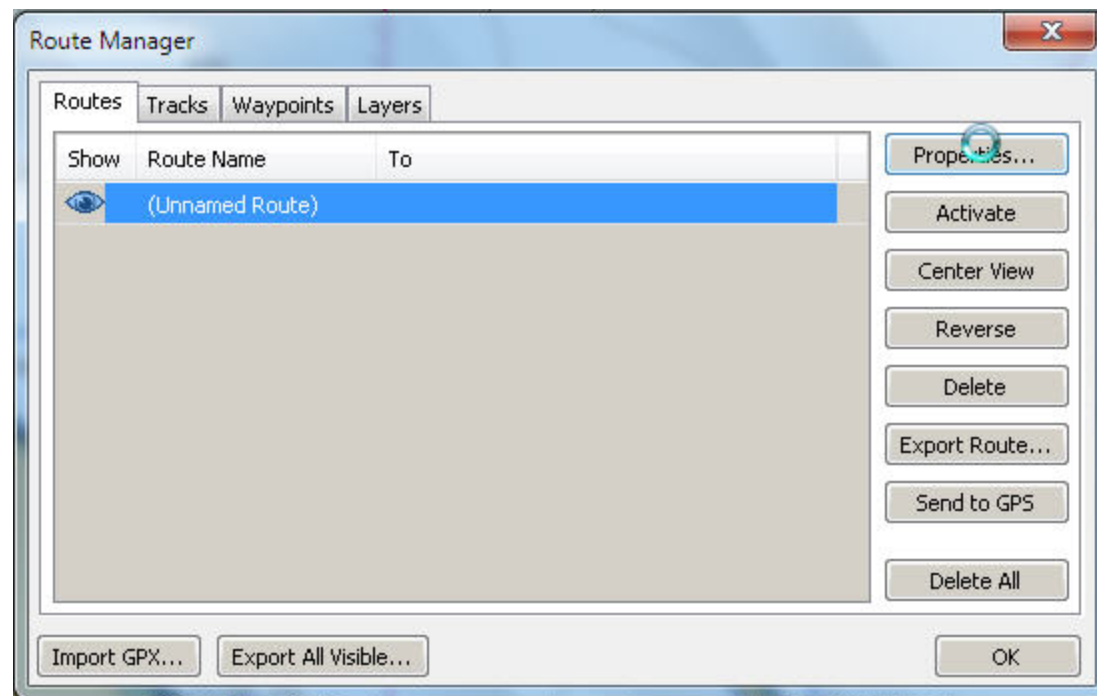 Route Manager
Routes Tracks Waypoints Layers
Show Route Name To
(Unnamed Route)
Properties...
Activate
Center View
Reverse
Delete
Export Route...
Send to GPS
Delete All
Import GPX... Export All Visible... OK